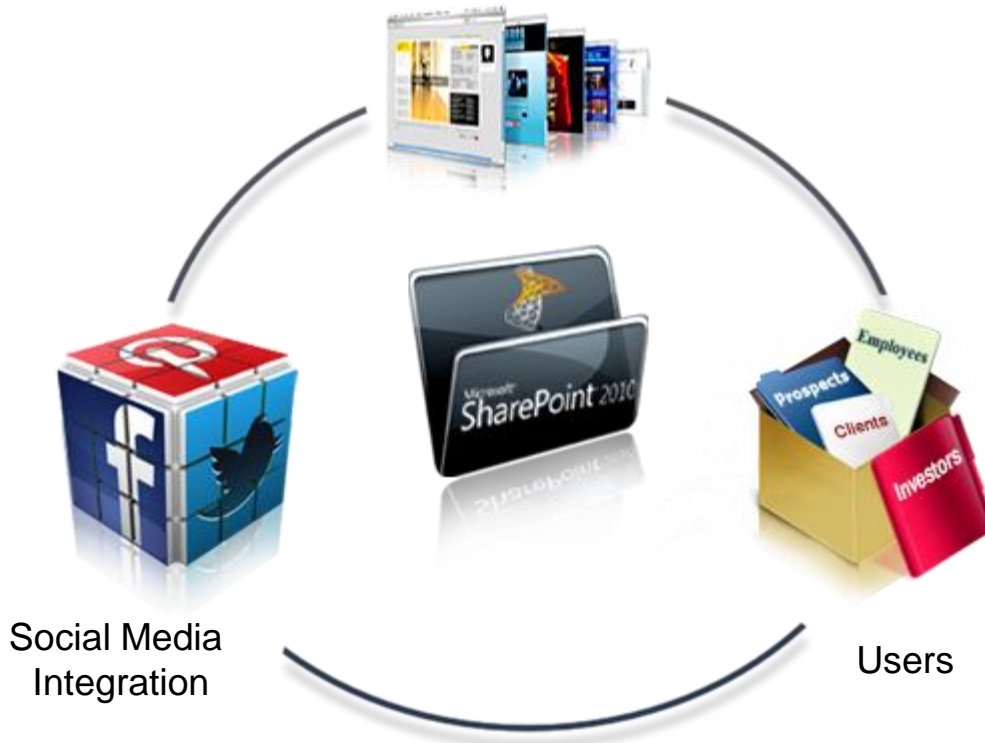 Employees
Prospects
Clients
Investors
Microsoft
SharePoint 2010
Social Media
Integration
Users